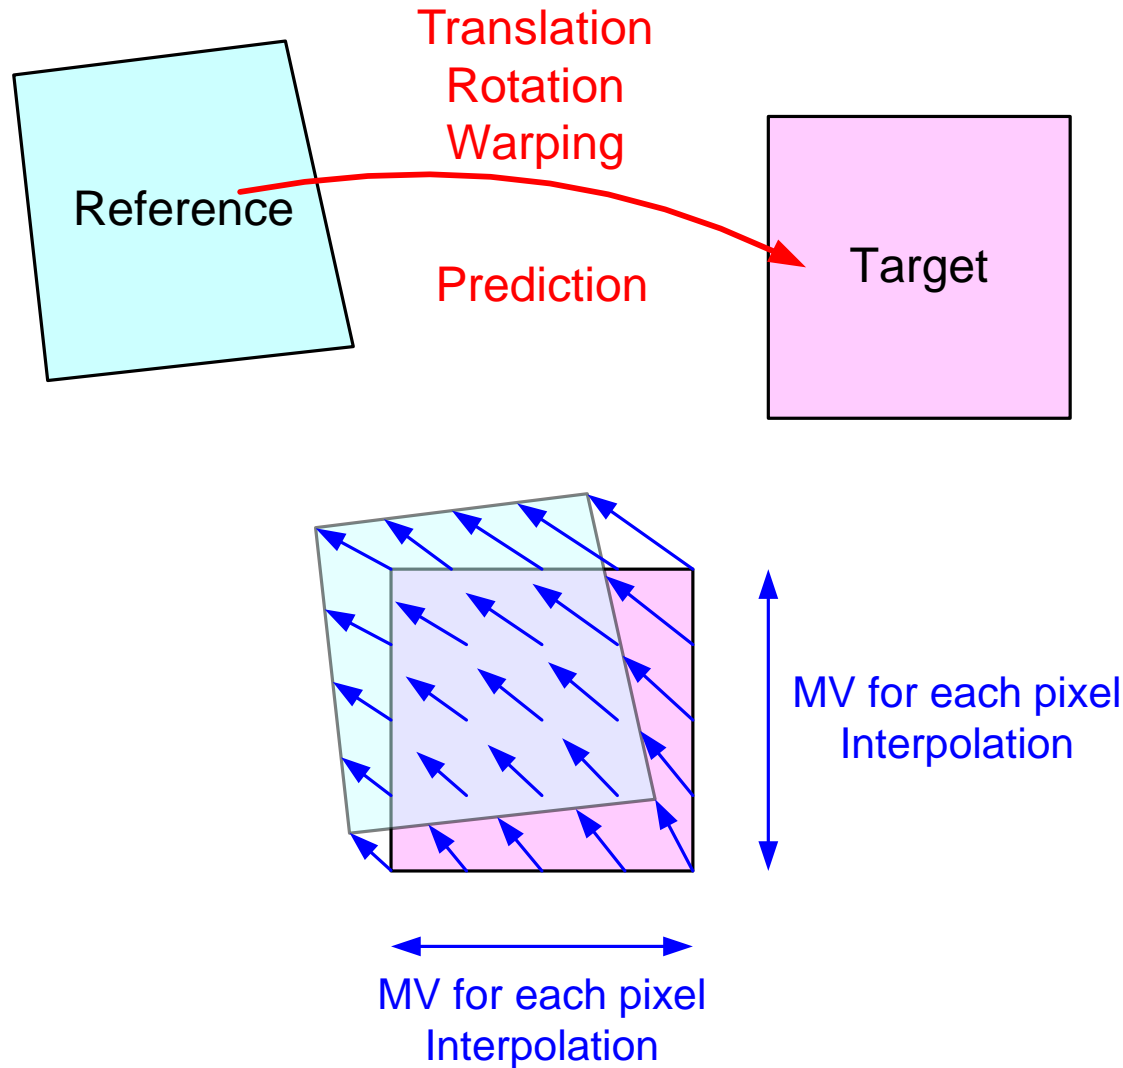 Translation
Rotation
Warping
Reference
Prediction
Target
MV for each pixel
Interpolation
MV for each pixel
Interpolation